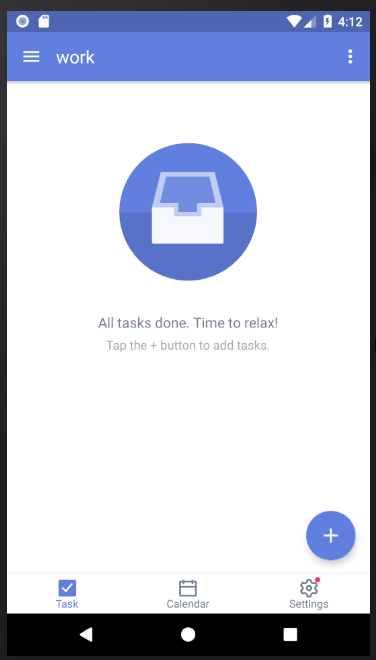 4:12
work
All tasks done. Time to relax!
Tap the + button to add tasks.
Task
Calendar
Settings